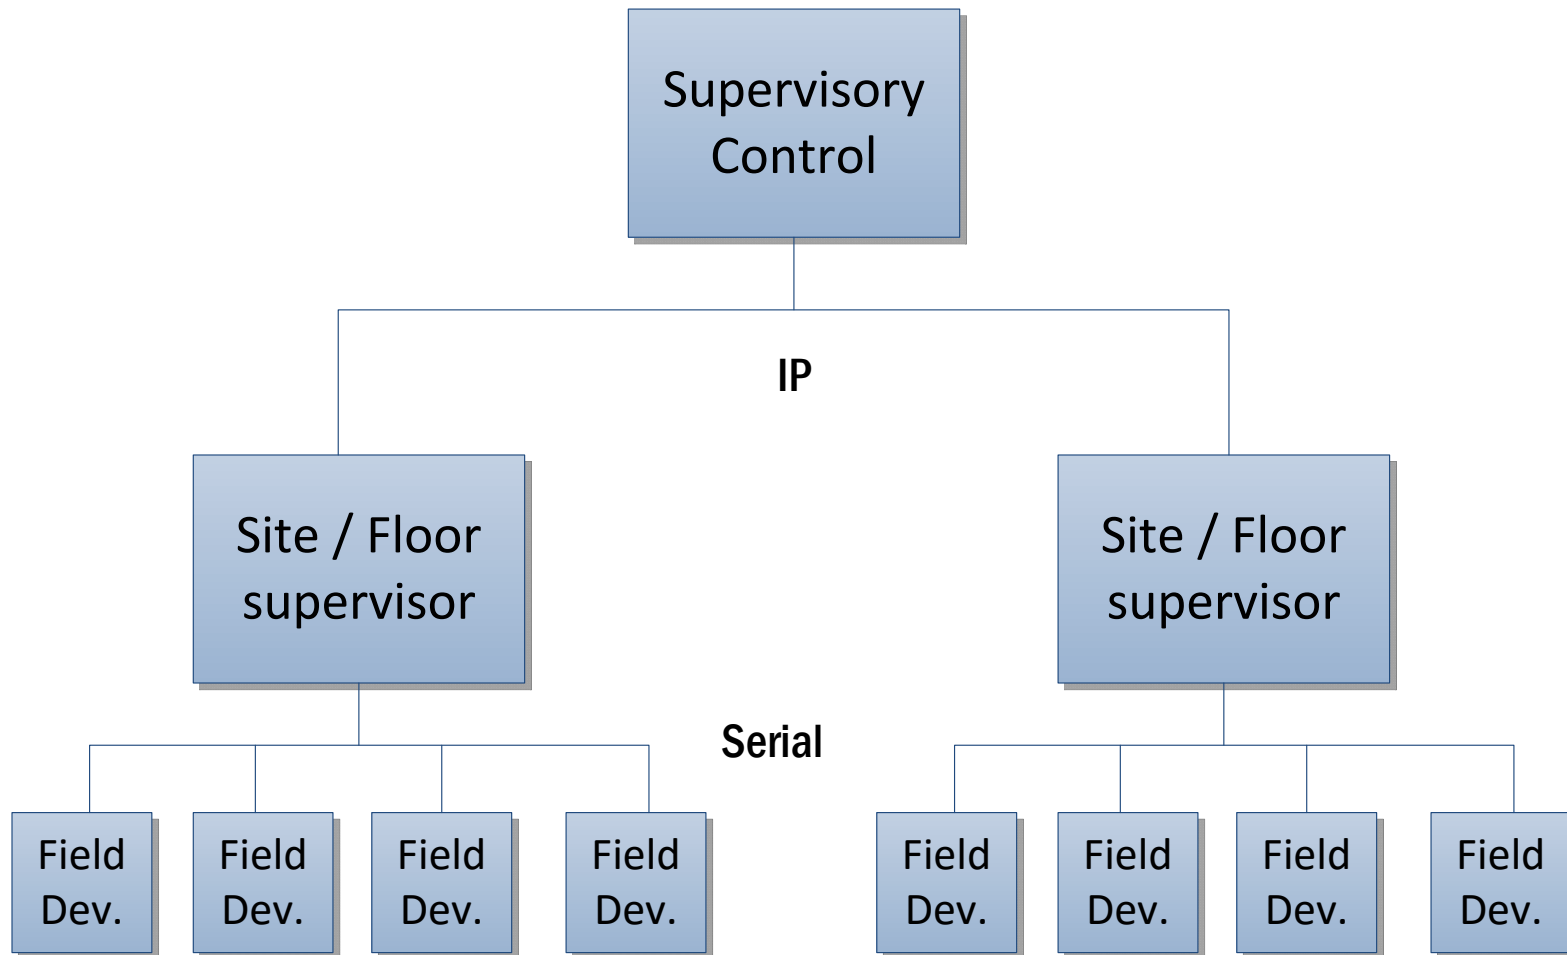 Supervisory
Control
IP
Site / Floor
supervisor
Site / Floor
supervisor
Serial
Field
Dev.
Field
Dev.
Field
Dev.
Field
Dev.
Field
Dev.
Field
Dev.
Field
Dev.
Field
Dev.